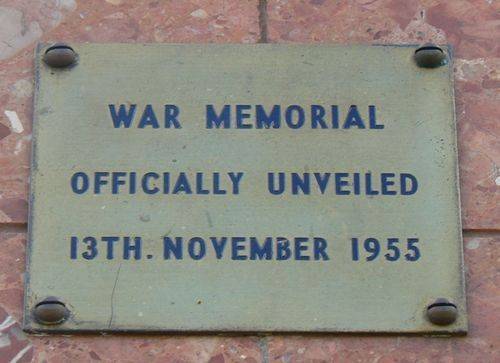 WAR MEMORIAL
OFFICIALLY UNVEILED
13TH. NOVEMBER 1955